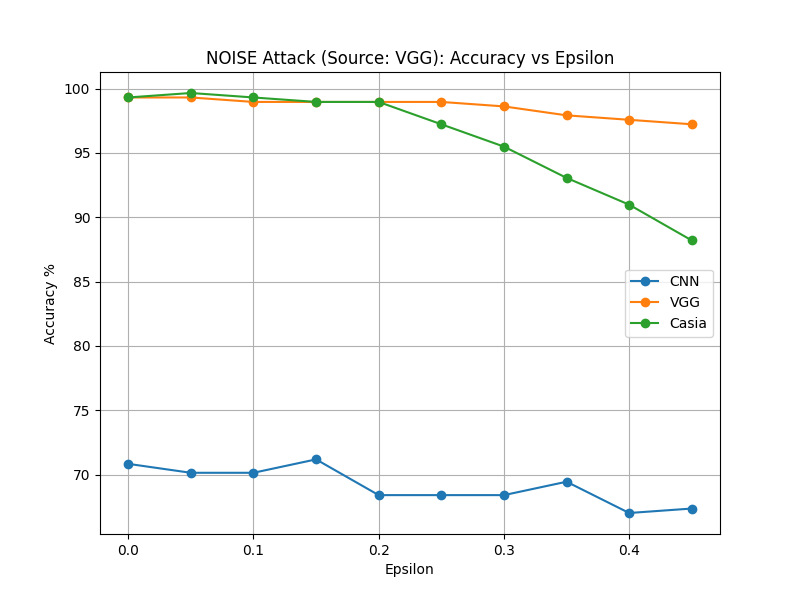 NOISE Attack (Source: VGG): Accuracy vs Epsilon
Accuracy %
100
95
90
85
80
75
70
CNN
VGG
Casia
0.0
0.1
0.2
0.3
0.4
Epsilon